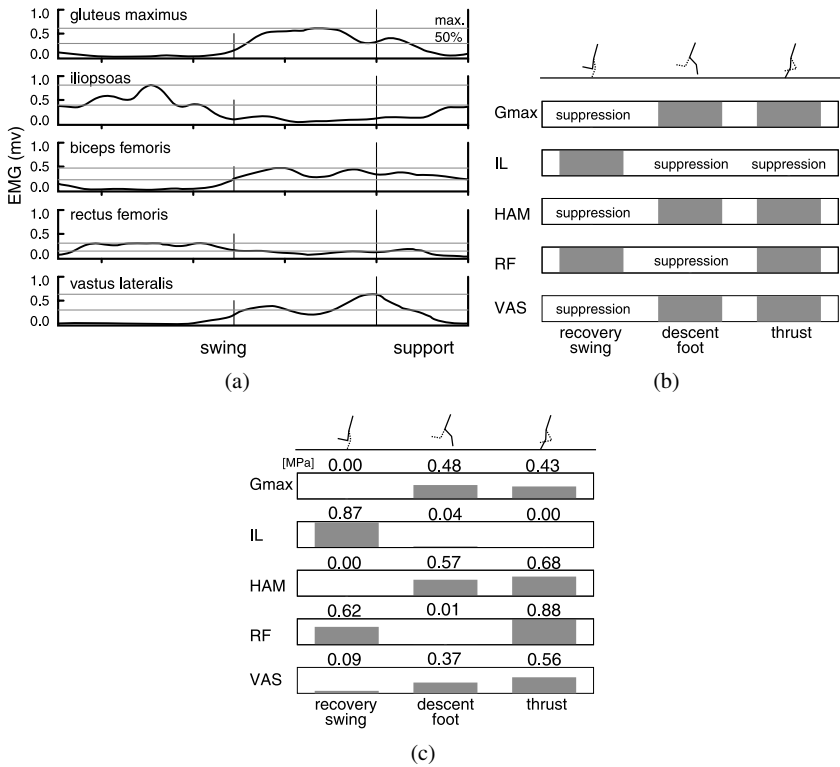 gluteus maximus
max.
50%
1.0
0.5
0.0
iliopsoas
1.0
0.5
0.0
biceps femoris
1.0
0.5
0.0
rectus femoris
1.0
0.5
0.0
vastus lateralis
1.0
0.5
0.0
EMG (mv)
swing support
(a)
Gmax suppression
IL suppression suppression
HAM suppression
RF suppression
VAS suppression
recovery swing
descent foot
thrust
(b)
[MPa] 0.00 0.48 0.43
Gmax
0.87 0.04 0.00
IL
0.00 0.57 0.68
HAM
0.62 0.01 0.88
RF
0.09 0.37 0.56
VAS
recovery swing
descent foot
thrust
(c)